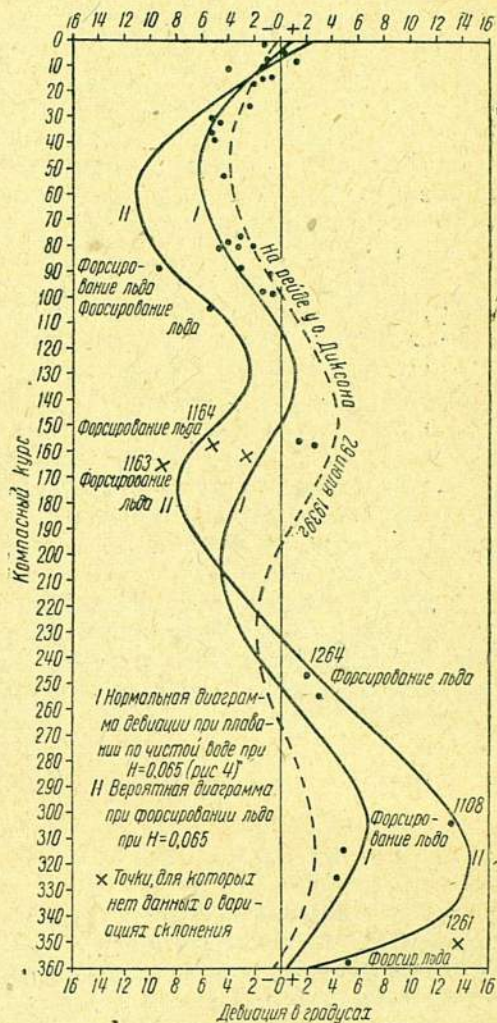 16 14 12 10 8 6 4 2 − 0 + 2 4 6 8 10 12 14 16
0
10
20
30
40
50
60
70
80
90
100
110
120
130
140
150
160
170
180
190
200
210
220
230
240
250
260
270
280
290
300
310
320
330
340
350
360
Компасный курс
II
I
На рейде у о. Диксона
29 июля 1939г
Форсиро-
вание льда
Форсирование
льда
1164
Форсирование льда
1163
Форсирование
льда
II
I
1264
Форсирование льда
I Нормальная диаграм-
ма девиации при плава-
нии по чистой воде при
H=0,065 (рис 4)
II Вероятная диаграмма
при форсировании льда
при H=0,065
× Точки, для которых
нет данных о вари-
ациях склонения
1108
Форсиро-
вание льда
I
II
1261
Форсир льда
16 14 12 10 8 6 4 2 − 0 + 2 4 6 8 10 12 14 16
Девиация в градусах